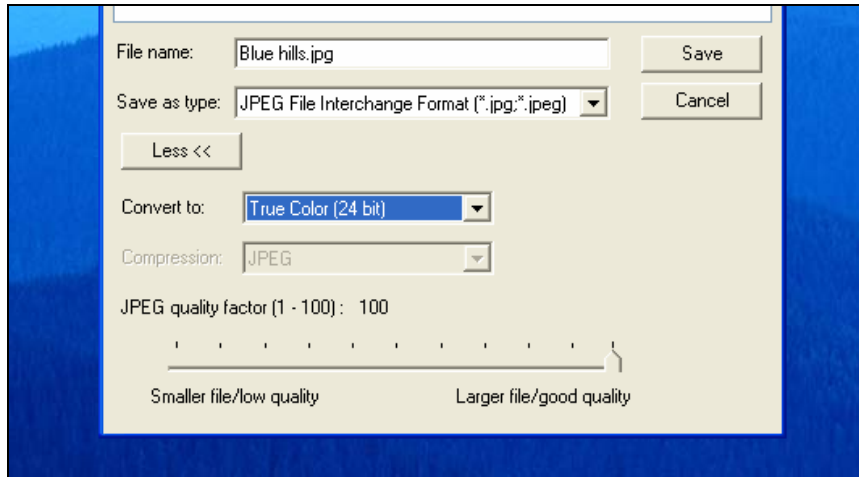 File name: Blue hills.jpg Save
Save as type: JPEG File Interchange Format (*.jpg;*.jpeg) Cancel
Less <<
Convert to: True Color (24 bit)
Compression: JPEG
JPEG quality factor (1 - 100) : 100
Smaller file/low quality Larger file/good quality